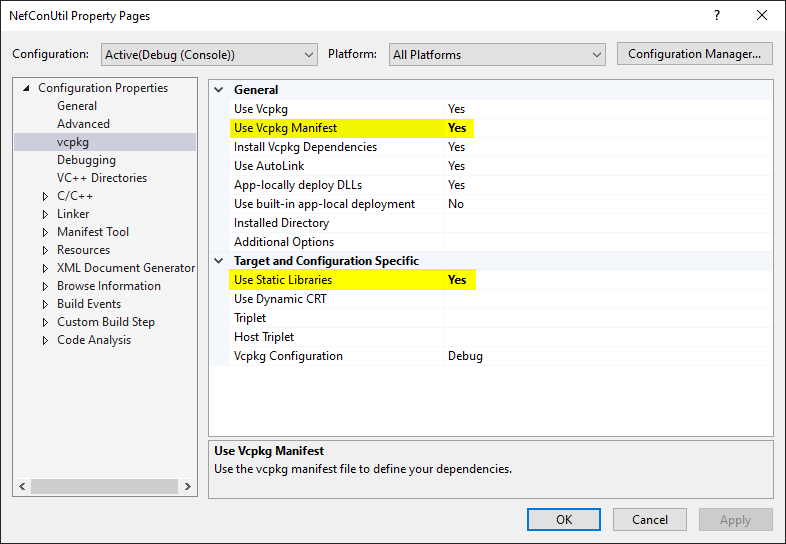 NefConUtil Property Pages
Configuration: Active(Debug (Console)) Platform: All Platforms Configuration Manager...
Configuration Properties
General
Advanced
vcpkg
Debugging
VC++ Directories
C/C++
Linker
Manifest Tool
Resources
XML Document Generator
Browse Information
Build Events
Custom Build Step
Code Analysis
General
Use Vcpkg Yes
Use Vcpkg Manifest Yes
Install Vcpkg Dependencies Yes
Use AutoLink Yes
App-locally deploy DLLs Yes
Use built-in app-local deployment No
Installed Directory
Additional Options
Target and Configuration Specific
Use Static Libraries Yes
Use Dynamic CRT
Triplet
Host Triplet
Vcpkg Configuration Debug
Use Vcpkg Manifest
Use the vcpkg manifest file to define your dependencies.
OK Cancel Apply